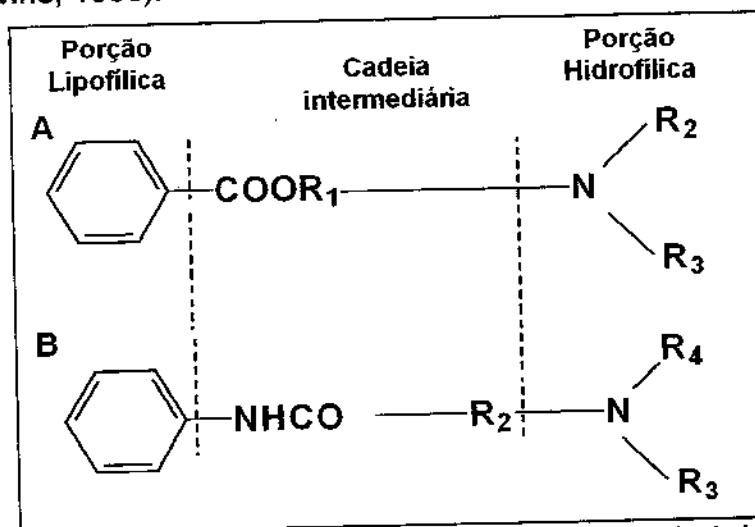 Porção
Lipofílica
Cadeia
intermediária
Porção
Hidrofílica
A
COOR₁
N
R₂
R₃
B
NHCO
R₂
N
R₄
R₃